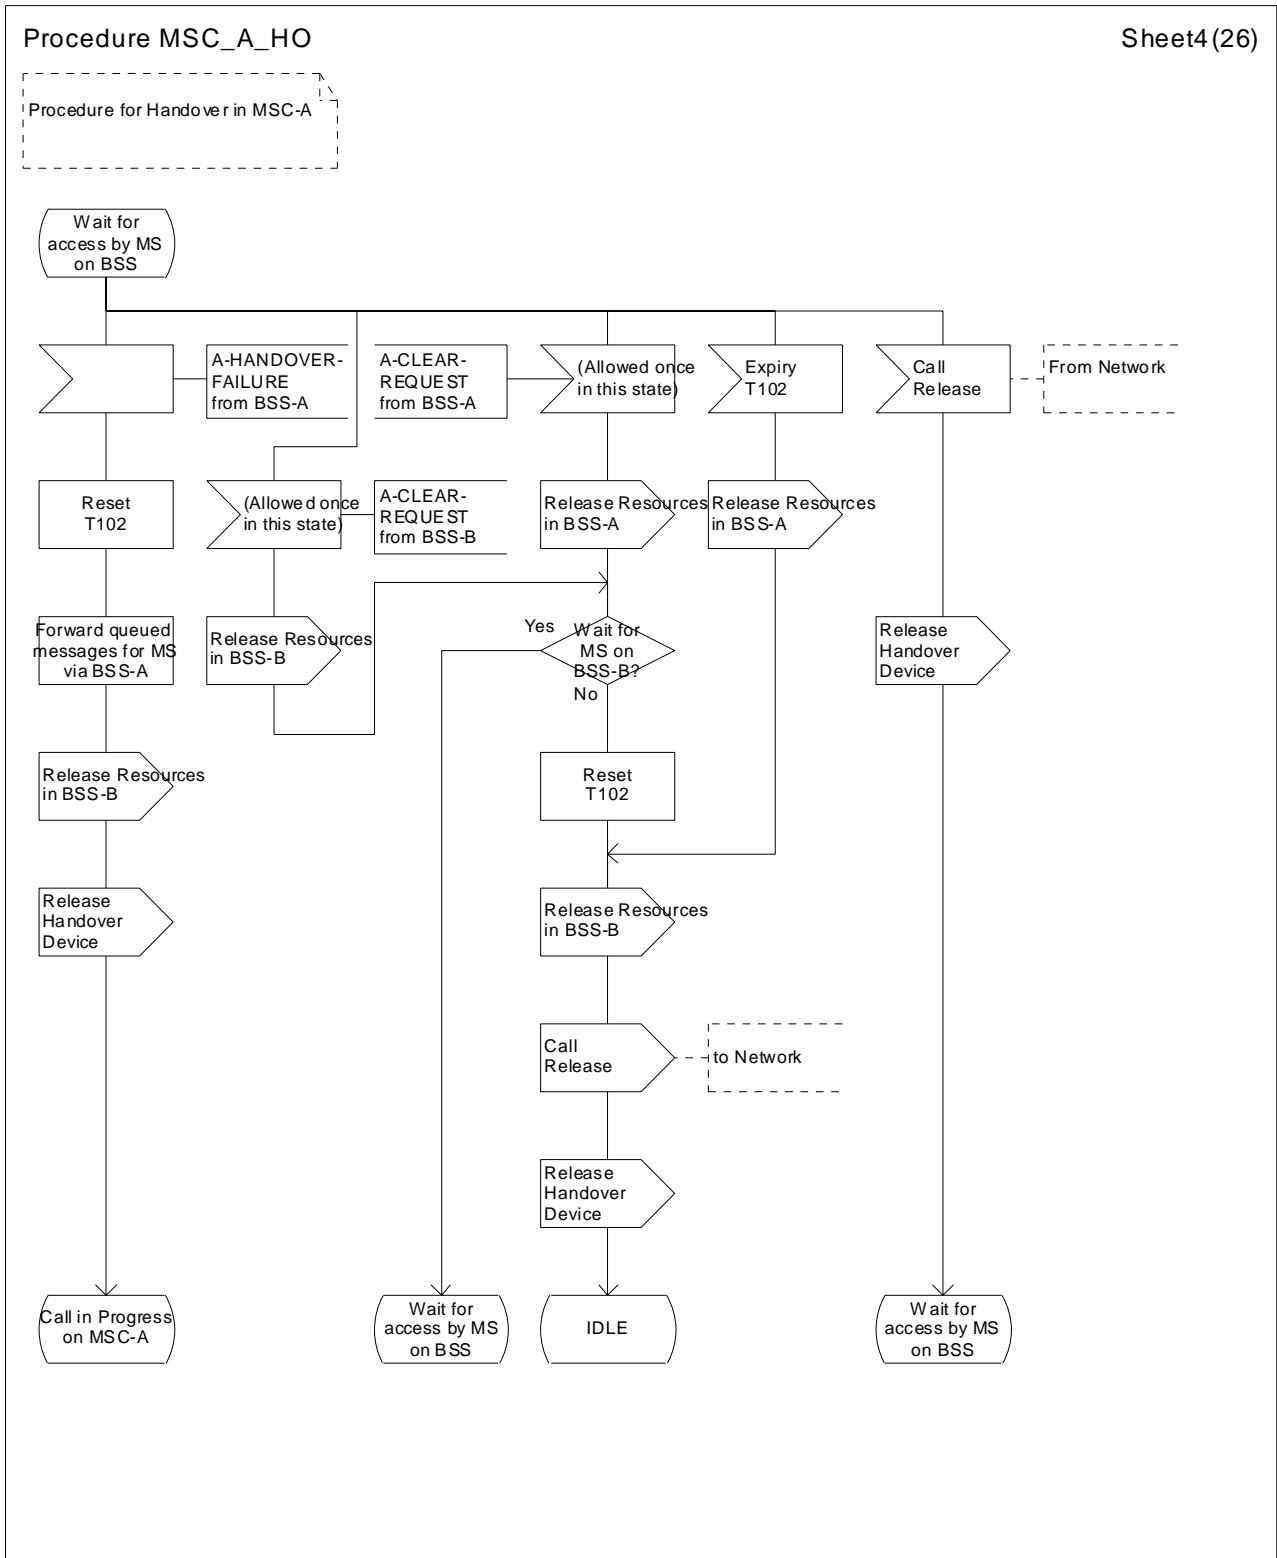 Procedure MSC_A_HO
Sheet4(26)
Procedure for Handover in MSC-A
Wait for
access by MS
on BSS
A-HANDOVER-
FAILURE
from BSS-A
A-CLEAR-
REQUEST
from BSS-A
(Allowed once
in this state)
Expiry
T102
Call
Release
From Network
Reset
T102
(Allowed once
in this state)
A-CLEAR-
REQUEST
from BSS-B
Release Resources
in BSS-A
Release Resources
in BSS-A
Forward queued
messages for MS
via BSS-A
Release Resources
in BSS-B
Yes
Wait for
MS on
BSS-B?
No
Release
Handover
Device
Release Resources
in BSS-B
Reset
T102
Release
Handover
Device
Release Resources
in BSS-B
Call
Release
to Network
Release
Handover
Device
Call in Progress
on MSC-A
Wait for
access by MS
on BSS
IDLE
Wait for
access by MS
on BSS